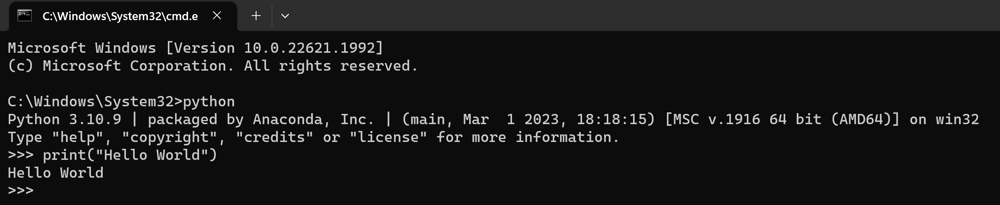 C:\Windows\System32\cmd.e
Microsoft Windows [Version 10.0.22621.1992]
(c) Microsoft Corporation. All rights reserved.
C:\Windows\System32>python
Python 3.10.9 | packaged by Anaconda, Inc. | (main, Mar  1 2023, 18:18:15) [MSC v.1916 64 bit (AMD64)] on win32
Type "help", "copyright", "credits" or "license" for more information.
>>> print("Hello World")
Hello World
>>>